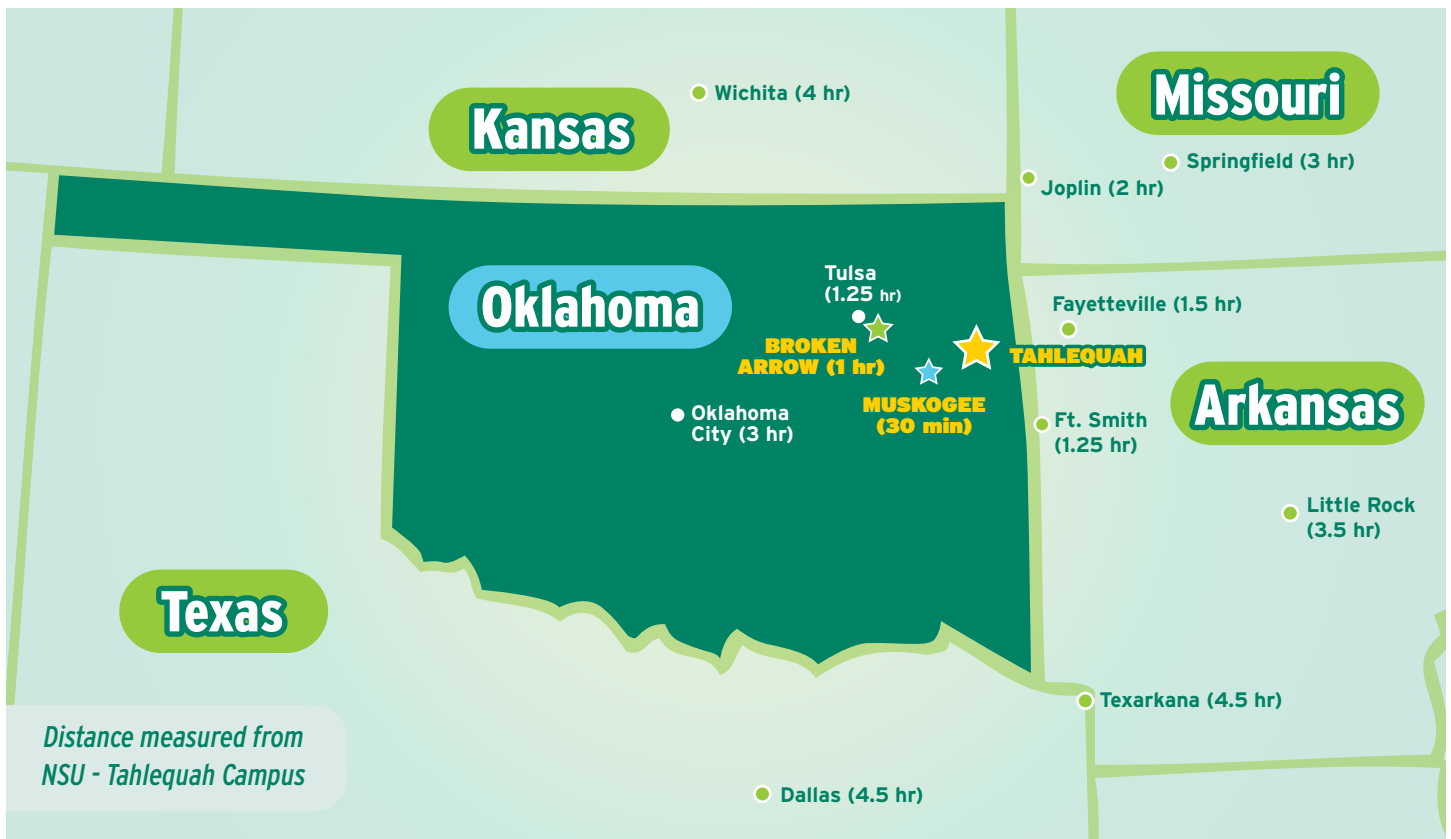 Kansas
Wichita (4 hr)
Missouri
Springfield (3 hr)
Joplin (2 hr)
Oklahoma
Tulsa
(1.25 hr)
BROKEN
ARROW (1 hr)
Fayetteville (1.5 hr)
TAHLEQUAH
MUSKOGEE
(30 min)
Oklahoma
City (3 hr)
Arkansas
Ft. Smith
(1.25 hr)
Little Rock
(3.5 hr)
Texas
Texarkana (4.5 hr)
Distance measured from
NSU - Tahlequah Campus
Dallas (4.5 hr)